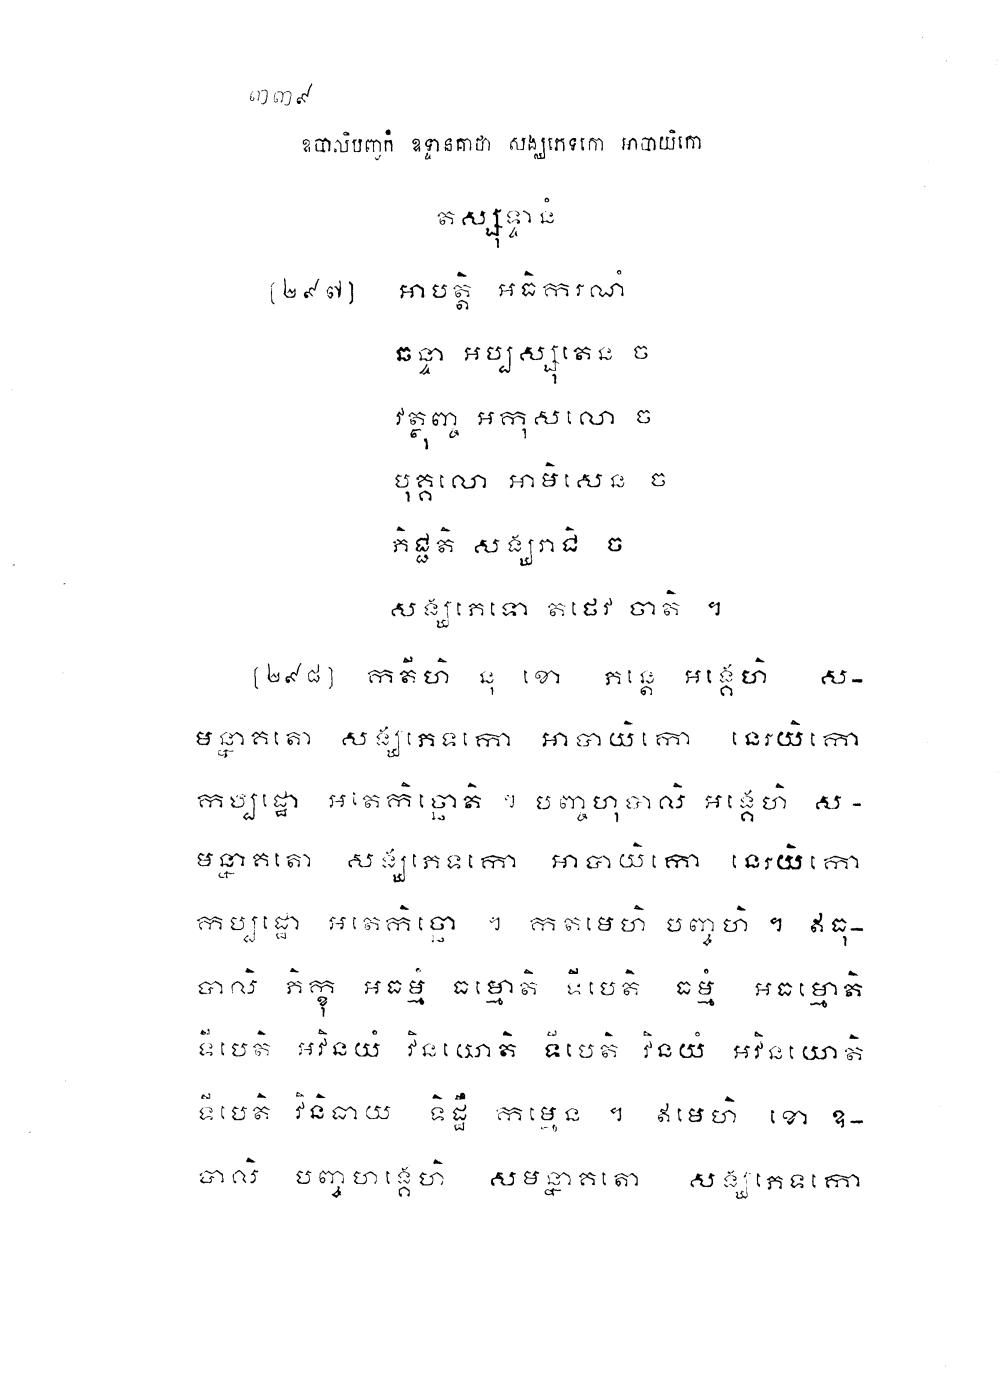 ៣៣៩
ឧបាលិបញ្ចកំ ឧទ្ទានគាថា សង្ឃភេទកោ អាបាយិកោ
តស្សុទ្ទានំ
(២៩៧) អាបត្តិ អធិករណំ
ឆន្ទា អប្បស្សុតេន ច
វត្ថុញ្ច អកុសលោ ច
បុគ្គលោ អាមិសេន ច
ភិជ្ជតិ សង្ឃរាជិ ច
សង្ឃភេទោ តថេវ ចាតិ ។
(២៩៨) កតីហិ នុ ខោ ភន្តេ អង្គេហិ ស-
មន្នាគតោ សង្ឃភេទកោ អាបាយិកោ នេរយិកោ
កប្បដ្ឋោ អតេកិច្ឆោតិ ។ បញ្ចហុបាលិ អង្គេហិ ស-
មន្នាគតោ សង្ឃភេទកោ អាបាយិកោ នេរយិកោ
កប្បដ្ឋោ អតេកិច្ឆោ ។ កតមេហិ បញ្ចហិ ។ ឥធុ-
បាលិ ភិក្ខុ អធម្មំ ធម្មោតិ ទីបេតិ ធម្មំ អធម្មោតិ
ទីបេតិ អវិនយំ វិនយោតិ ទីបេតិ វិនយំ អវិនយោតិ
ទីបេតិ វិនិធាយ ទិដ្ឋឹ កម្មេន ។ ឥមេហិ ខោ ឧ-
បាលិ បញ្ចហង្គេហិ សមន្នាគតោ សង្ឃភេទកោ